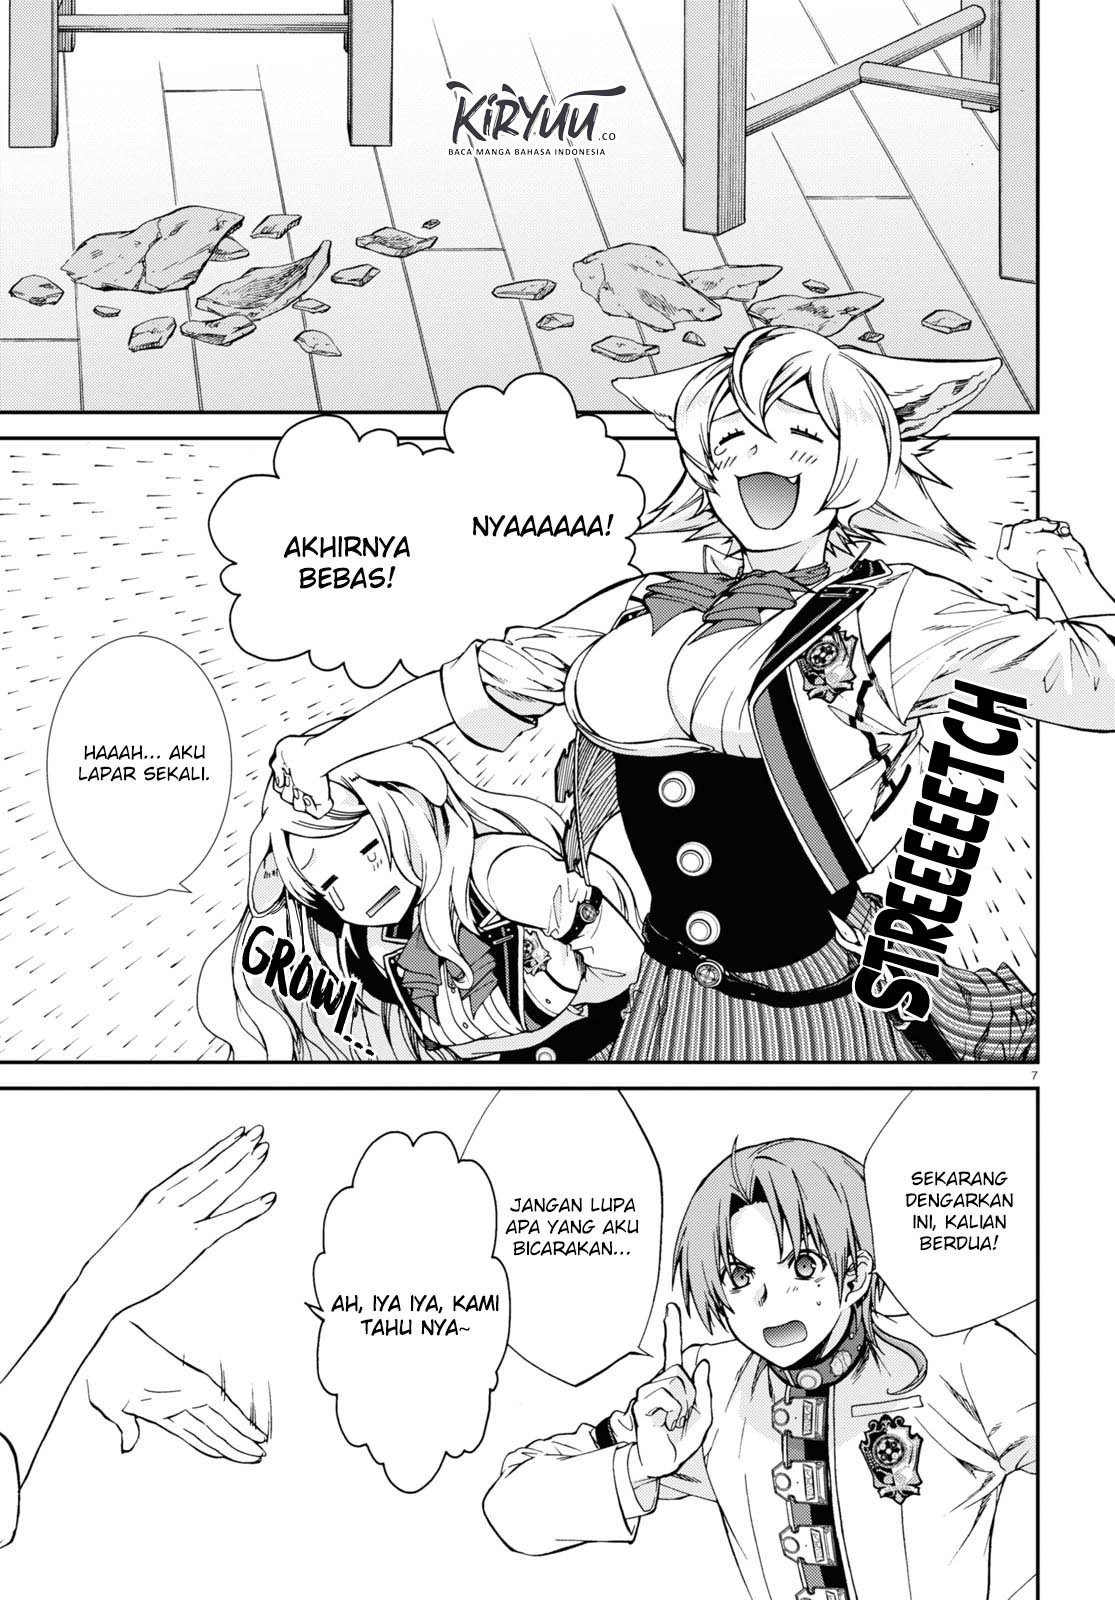 KIRYUU.CO
BACA MANGA BAHASA INDONESIA
NYAAAAAA!
AKHIRNYA
BEBAS!
STREEEEETCH
HAAAH... AKU
LAPAR SEKALI.
GROWL...
7
SEKARANG
DENGARKAN
INI, KALIAN
BERDUA!
JANGAN LUPA
APA YANG AKU
BICARAKAN...
AH, IYA IYA, KAMI
TAHU NYA~